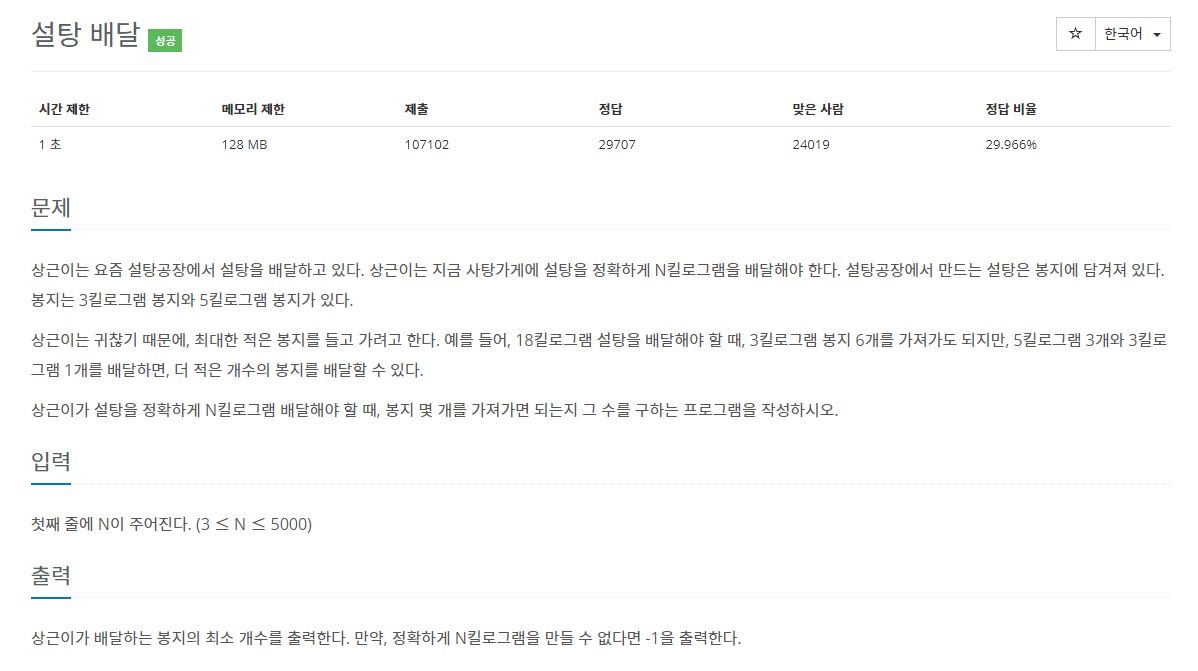 설탕 배달 성공
☆ 한국어
시간 제한 메모리 제한 제출 정답 맞은 사람 정답 비율
1 초 128 MB 107102 29707 24019 29.966%
문제
상근이는 요즘 설탕공장에서 설탕을 배달하고 있다. 상근이는 지금 사탕가게에 설탕을 정확하게 N킬로그램을 배달해야 한다. 설탕공장에서 만드는 설탕은 봉지에 담겨져 있다.
봉지는 3킬로그램 봉지와 5킬로그램 봉지가 있다.
상근이는 귀찮기 때문에, 최대한 적은 봉지를 들고 가려고 한다. 예를 들어, 18킬로그램 설탕을 배달해야 할 때, 3킬로그램 봉지 6개를 가져가도 되지만, 5킬로그램 3개와 3킬로
그램 1개를 배달하면, 더 적은 개수의 봉지를 배달할 수 있다.
상근이가 설탕을 정확하게 N킬로그램 배달해야 할 때, 봉지 몇 개를 가져가면 되는지 그 수를 구하는 프로그램을 작성하시오.
입력
첫째 줄에 N이 주어진다. (3 ≤ N ≤ 5000)
출력
상근이가 배달하는 봉지의 최소 개수를 출력한다. 만약, 정확하게 N킬로그램을 만들 수 없다면 -1을 출력한다.